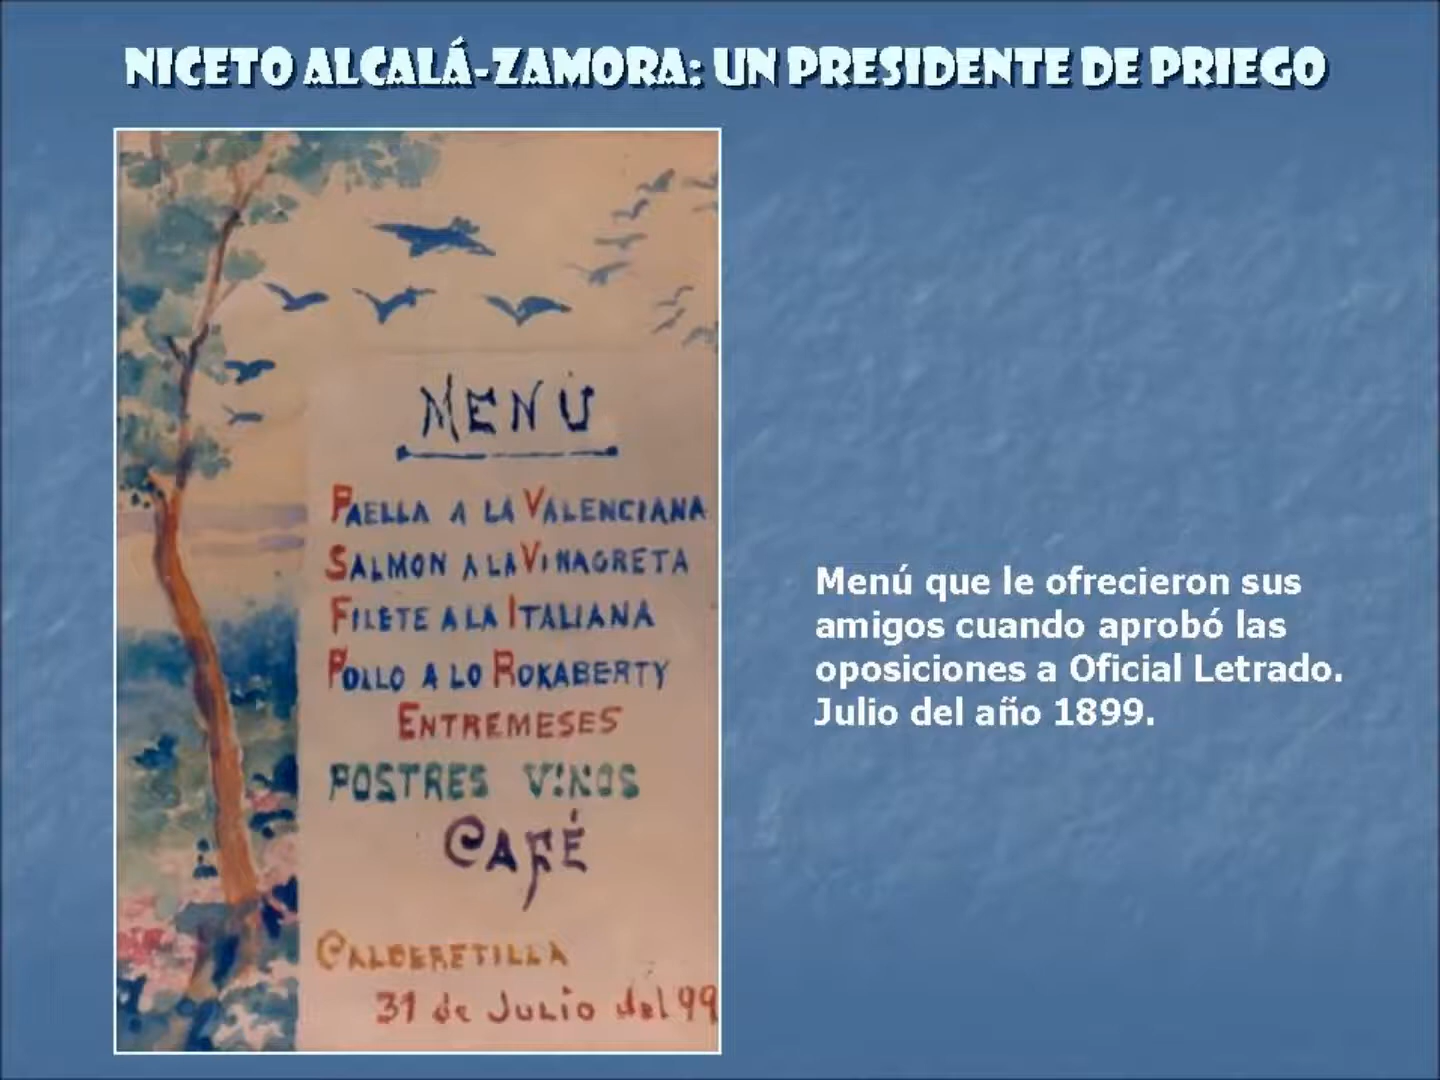 NICETO ALCALÁ-ZAMORA: UN PRESIDENTE DE PRIEGO
MENÚ
PAELLA A LA VALENCIANA
SALMON A LA VINAGRETA
FILETE A LA ITALIANA
POLLO A LO ROKABERTY
ENTREMESES
POSTRES VINOS
CAFÉ
CALDERETILLA
31 de JULIO del 99
Menú que le ofrecieron sus
amigos cuando aprobó las
oposiciones a Oficial Letrado.
Julio del año 1899.